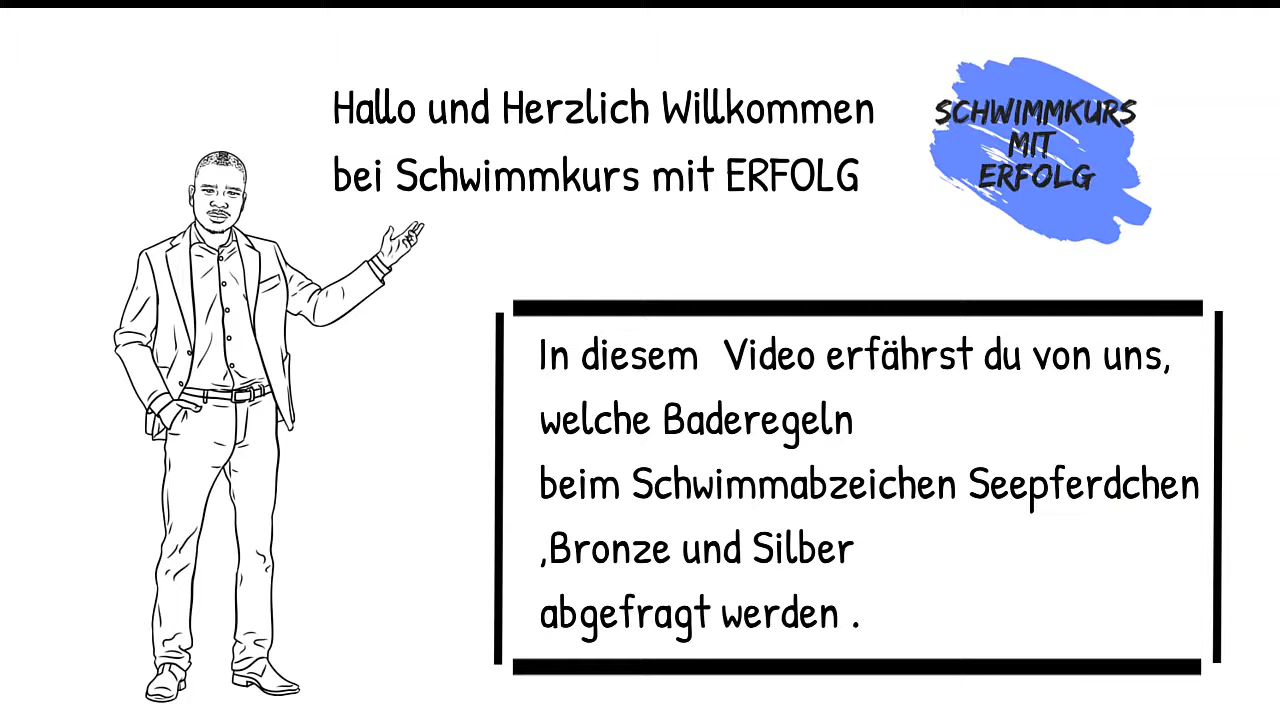 Hallo und Herzlich Willkommen
bei Schwimmkurs mit ERFOLG
SCHWIMMKURS
MIT
ERFOLG
In diesem Video erfährst du von uns,
welche Baderegeln
beim Schwimmabzeichen Seepferdchen
,Bronze und Silber
abgefragt werden .